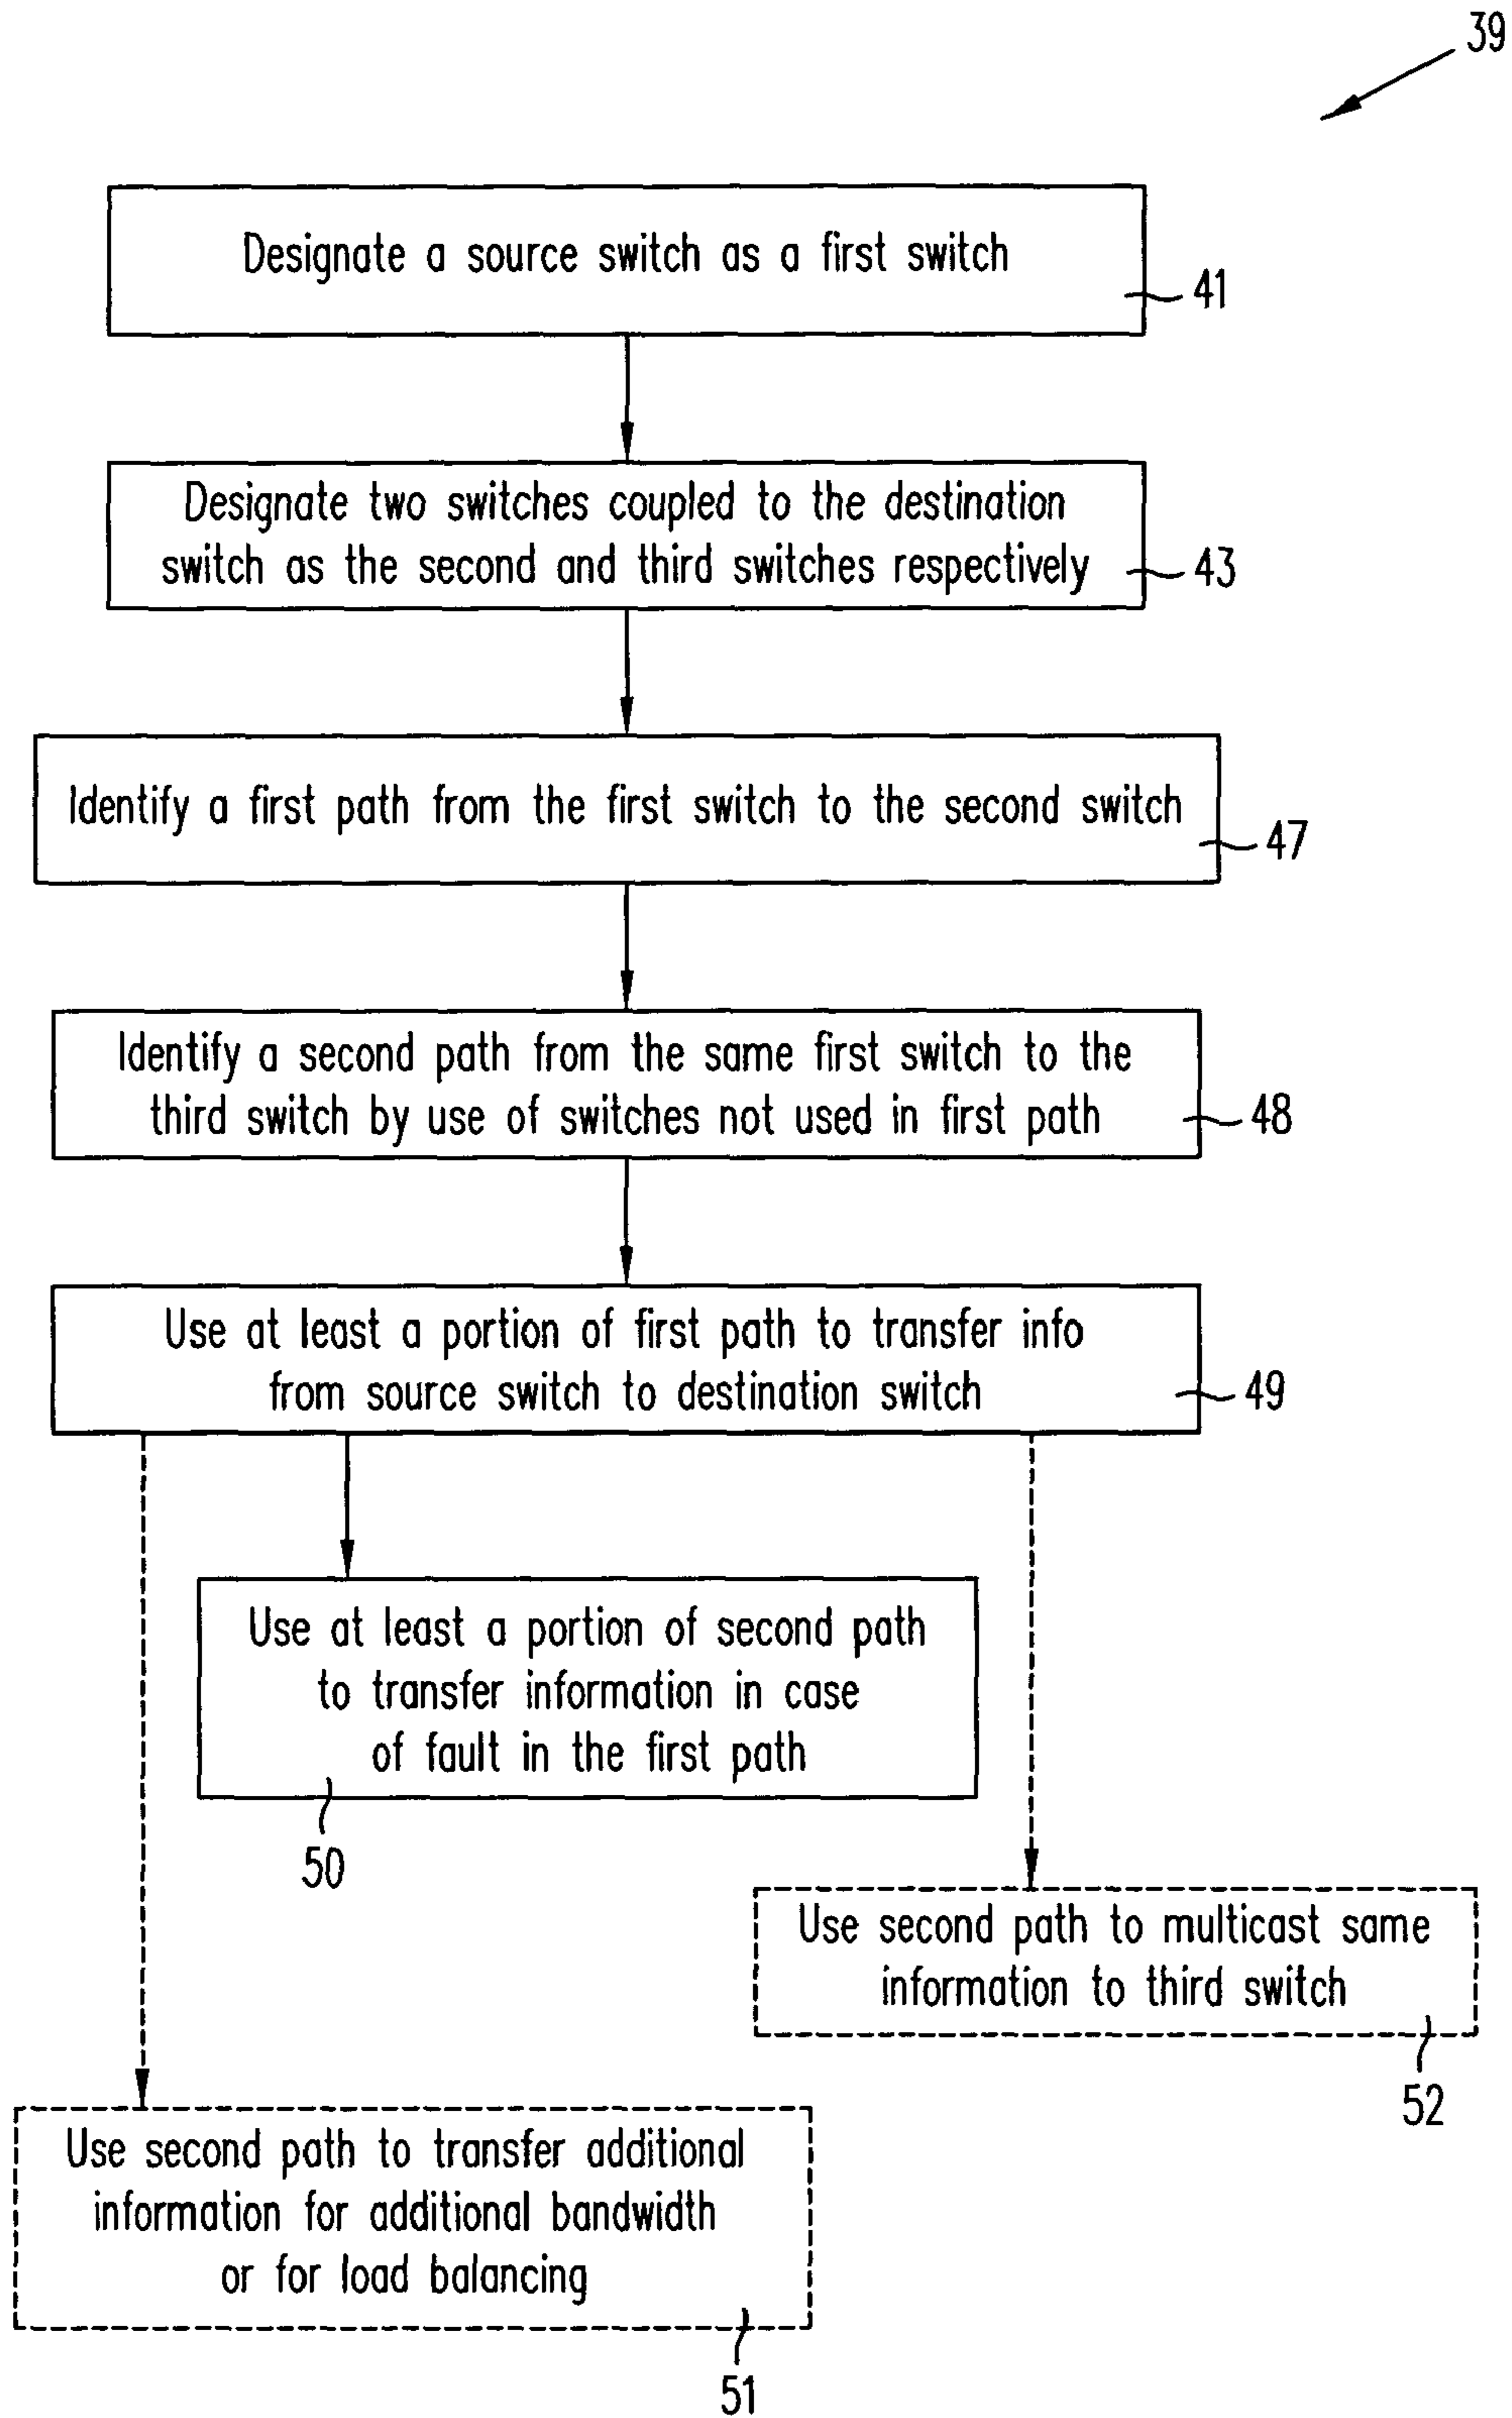 39
Designate a source switch as a first switch
41
Designate two switches coupled to the destination
switch as the second and third switches respectively
43
Identify a first path from the first switch to the second switch
47
Identify a second path from the same first switch to the
third switch by use of switches not used in first path
48
Use at least a portion of first path to transfer info
from source switch to destination switch
49
Use at least a portion of second path
to transfer information in case
of fault in the first path
50
Use second path to multicast same
information to third switch
52
Use second path to transfer additional
information for additional bandwidth
or for load balancing
51